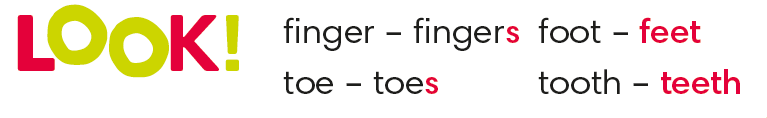 LOOK!
finger – fingers foot – feet
toe – toes tooth – teeth